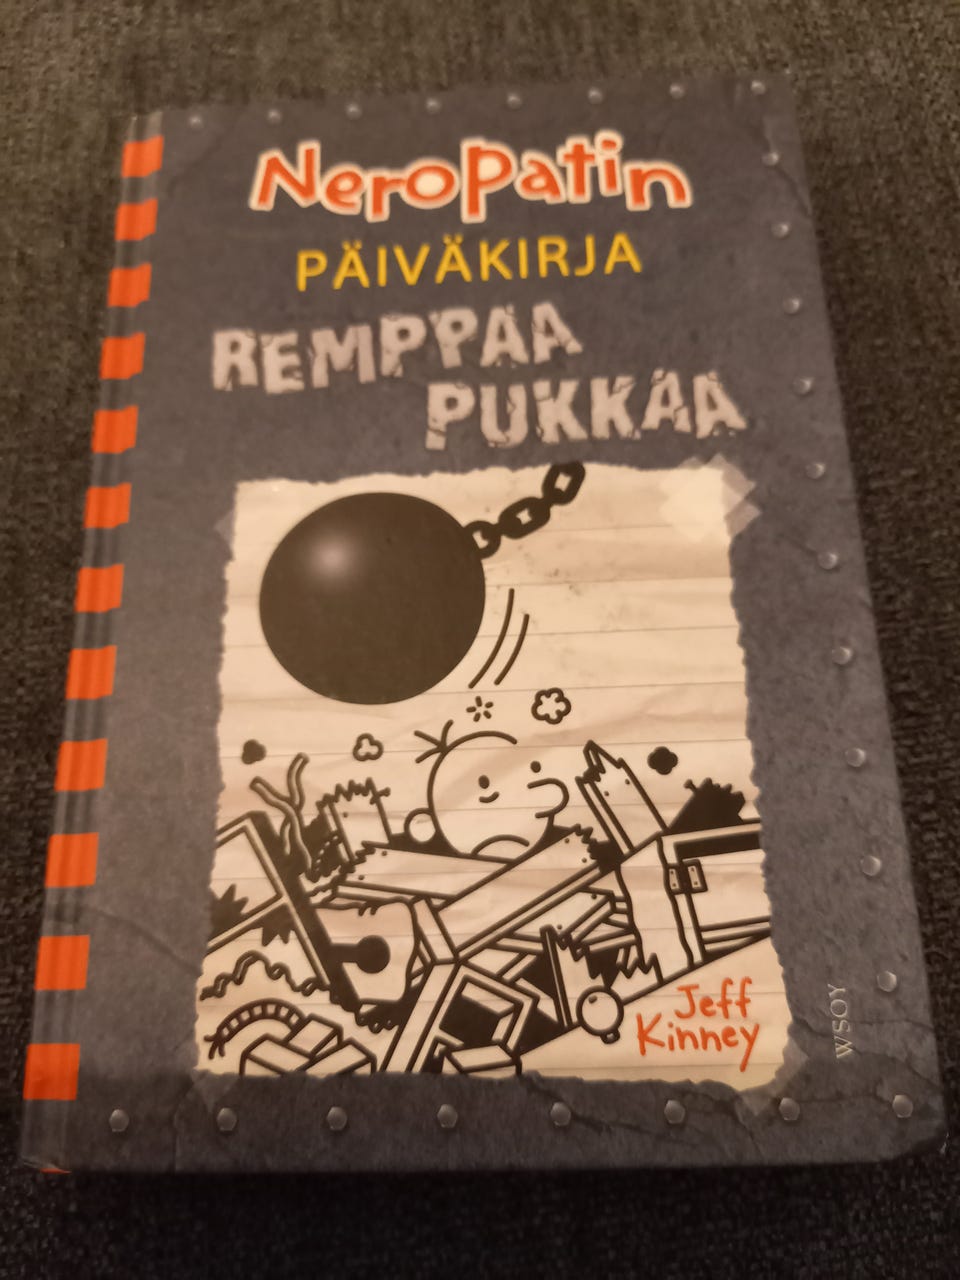 Neropatin
PÄIVÄKIRJA
REMPPAA
PUKKAA
Jeff
Kinney
WSOY